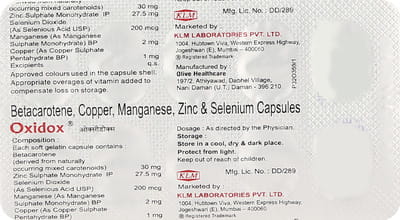 occurring mixed carotenoids) 30 mg
Zinc Sulphate Monohydrate IP 27.5 mg
Selenium Dioxide
(As Selenious Acid USP) 200 mcg
Manganese (As Manganese
Sulphate Monohydrate) BP 2 mg
Copper (As Copper Sulphate
Pentahydrate) BP 1 mg
Excipients q.s.
Approved colours used in the capsule shell.
Appropriate overages of vitamin added to
compensate loss on storage.
KLM
Mfg. Lic. No.: DD/289
Marketed by :
KLM LABORATORIES PVT. LTD.
1004, Hubtown Viva, Western Express Highway,
Jogeshwari (E), Mumbai - 400060
® Registered Trademark
Manufactured by :
Olive Healthcare
197/2, Athiyawad, Dabhel Village,
Nani Daman (U.T.) Daman - 396 210.
Betacarotene, Copper, Manganese, Zinc & Selenium Capsules
Oxidox ® ओक्सीडोक्स
Composition :
Each soft gelatin capsule contains :
Betacarotene
(derived from naturally
occurring mixed carotenoids) 30 mg
Zinc Sulphate Monohydrate IP 27.5 mg
Selenium Dioxide
(As Selenious Acid USP) 200 mcg
Manganese (As Manganese
Sulphate Monohydrate) BP 2 mg
Copper (As Copper Sulphate
Pentahydrate) BP 1 mg
Dosage : As directed by the Physician.
Storage :
Store in a cool, dry & dark place.
Protect from light.
Keep out of reach of children.
KLM
Mfg. Lic. No.: DD/289
Marketed by :
KLM LABORATORIES PVT. LTD.
1004, Hubtown Viva, Western Express Highway,
Jogeshwari (E), Mumbai - 400060
® Registered Trademark